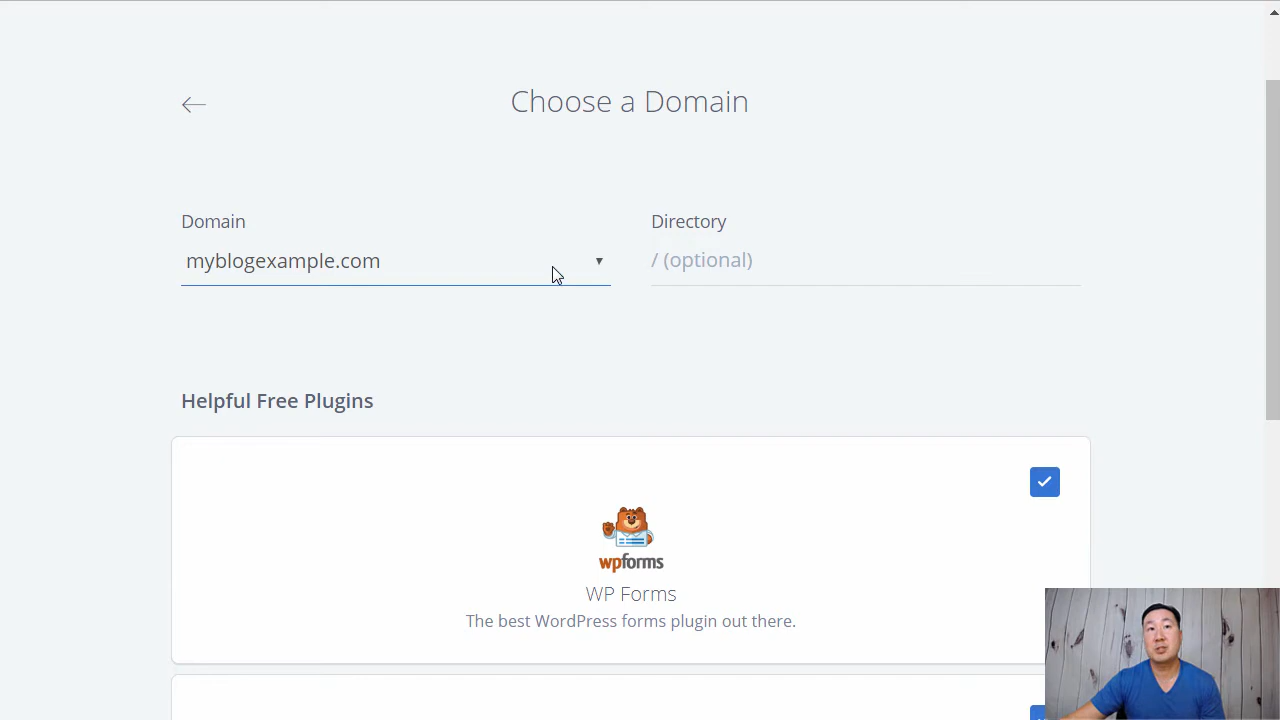 Choose a Domain
Domain
Directory
myblogexample.com
/ (optional)
Helpful Free Plugins
wpforms
WP Forms
The best WordPress forms plugin out there.